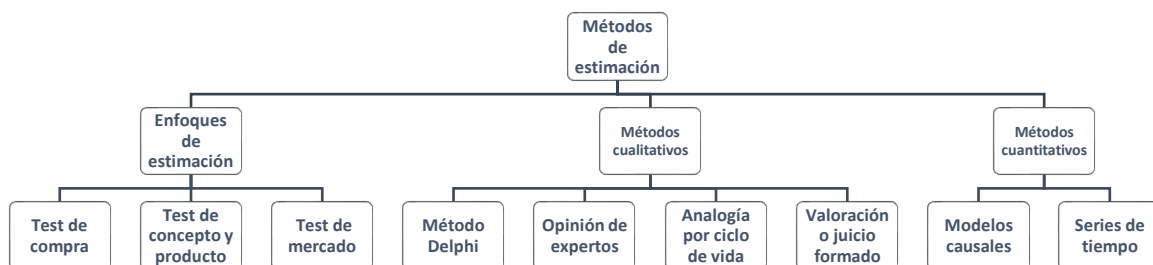 Métodos
de
estimación
Enfoques
de
estimación
Métodos
cualitativos
Métodos
cuantitativos
Test de
compra
Test de
concepto y
producto
Test de
mercado
Método
Delphi
Opinión de
expertos
Analogía
por ciclo
de vida
Valoración
o juicio
formado
Modelos
causales
Series de
tiempo